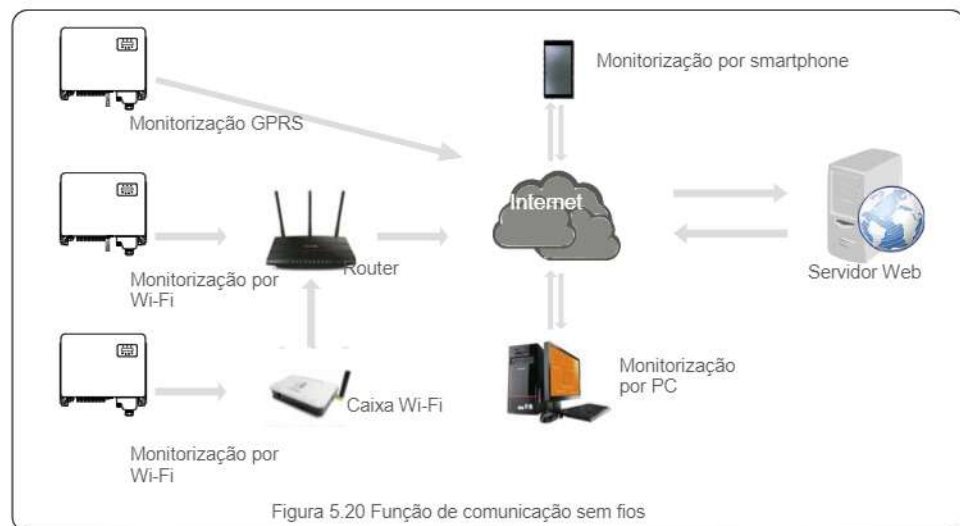 Monitorização por smartphone
Monitorização GPRS
Internet
Router
Servidor Web
Monitorização por
Wi-Fi
Monitorização
por PC
Caixa Wi-Fi
Monitorização por
Wi-Fi
Figura 5.20 Função de comunicação sem fios